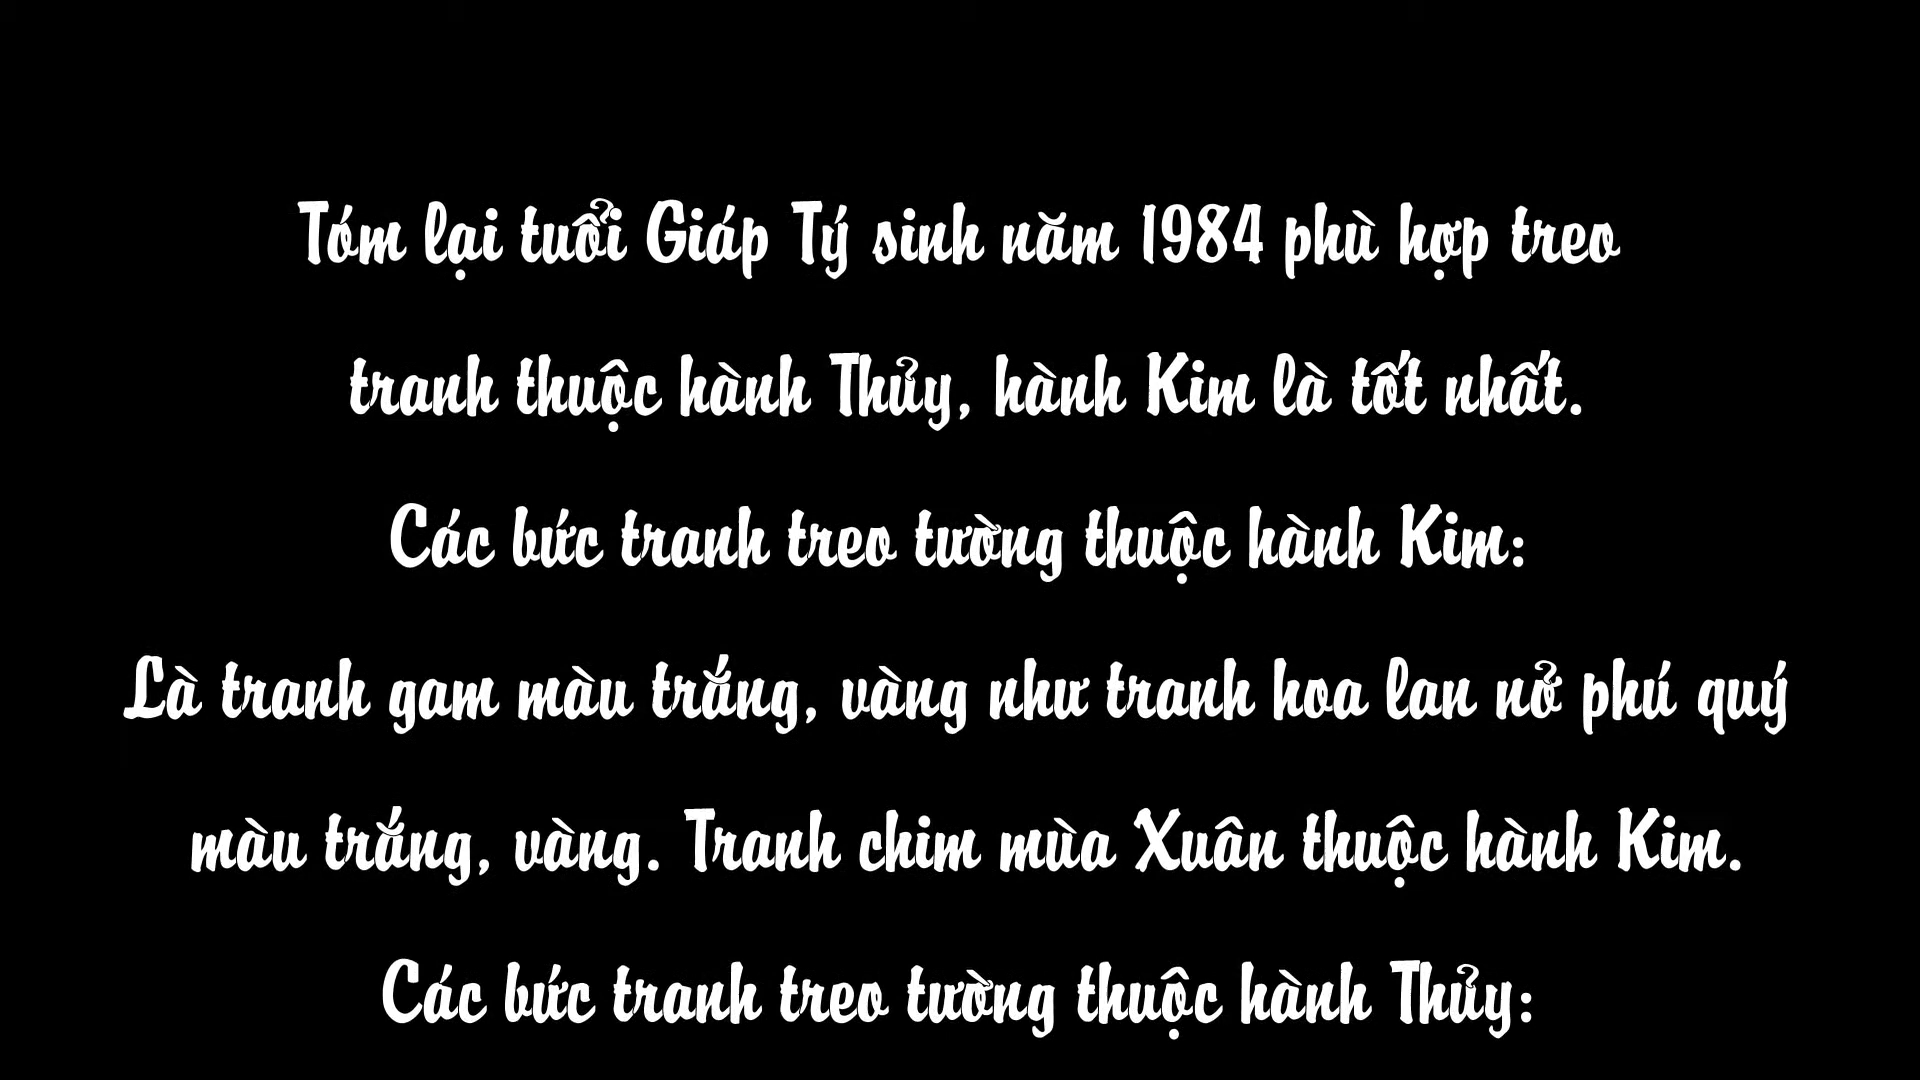 Tóm lại tuổi Giáp Tý sinh năm 1984 phù hợp treo
tranh thuộc hành Thủy, hành Kim là tốt nhất.
Các bức tranh treo tường thuộc hành Kim:
Là tranh gam màu trắng, vàng như tranh hoa lan nở phú quý
màu trắng, vàng. Tranh chim mùa Xuân thuộc hành Kim.
Các bức tranh treo tường thuộc hành Thủy: